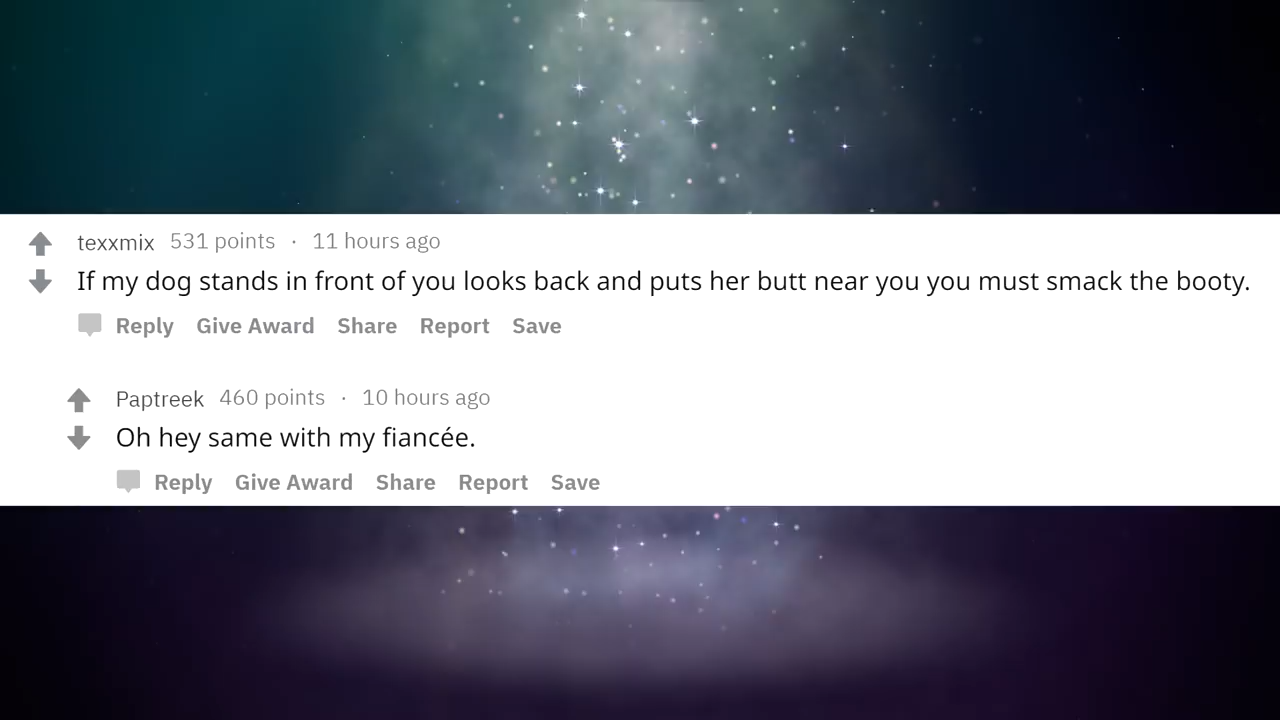 texxmix 531 points · 11 hours ago
If my dog stands in front of you looks back and puts her butt near you you must smack the booty.
Reply Give Award Share Report Save
Paptreek 460 points · 10 hours ago
Oh hey same with my fiancée.
Reply Give Award Share Report Save